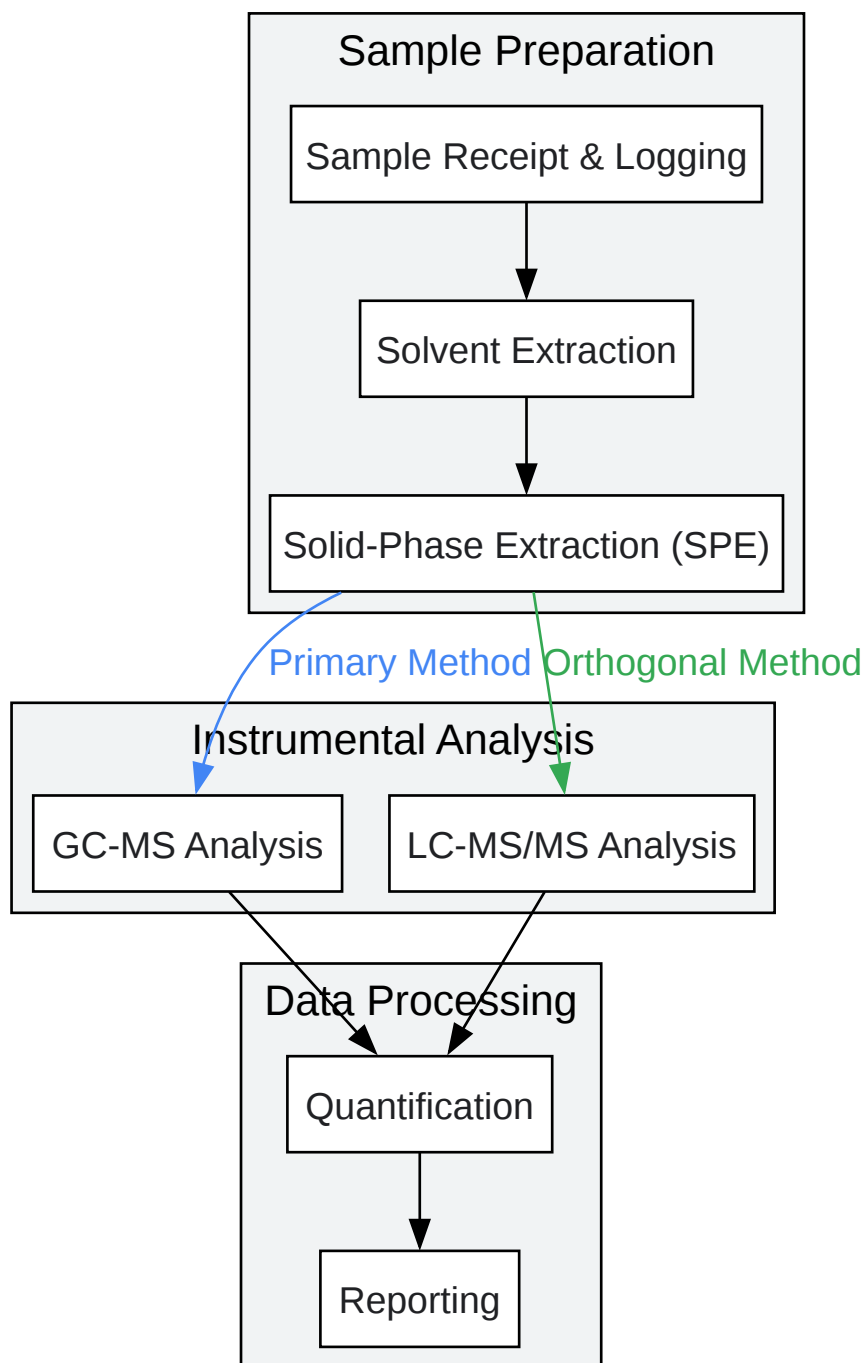 Sample Preparation
Sample Receipt & Logging
Solvent Extraction
Solid-Phase Extraction (SPE)
Primary Method
Orthogonal Method
Instrumental Analysis
GC-MS Analysis
LC-MS/MS Analysis
Data Processing
Quantification
Reporting